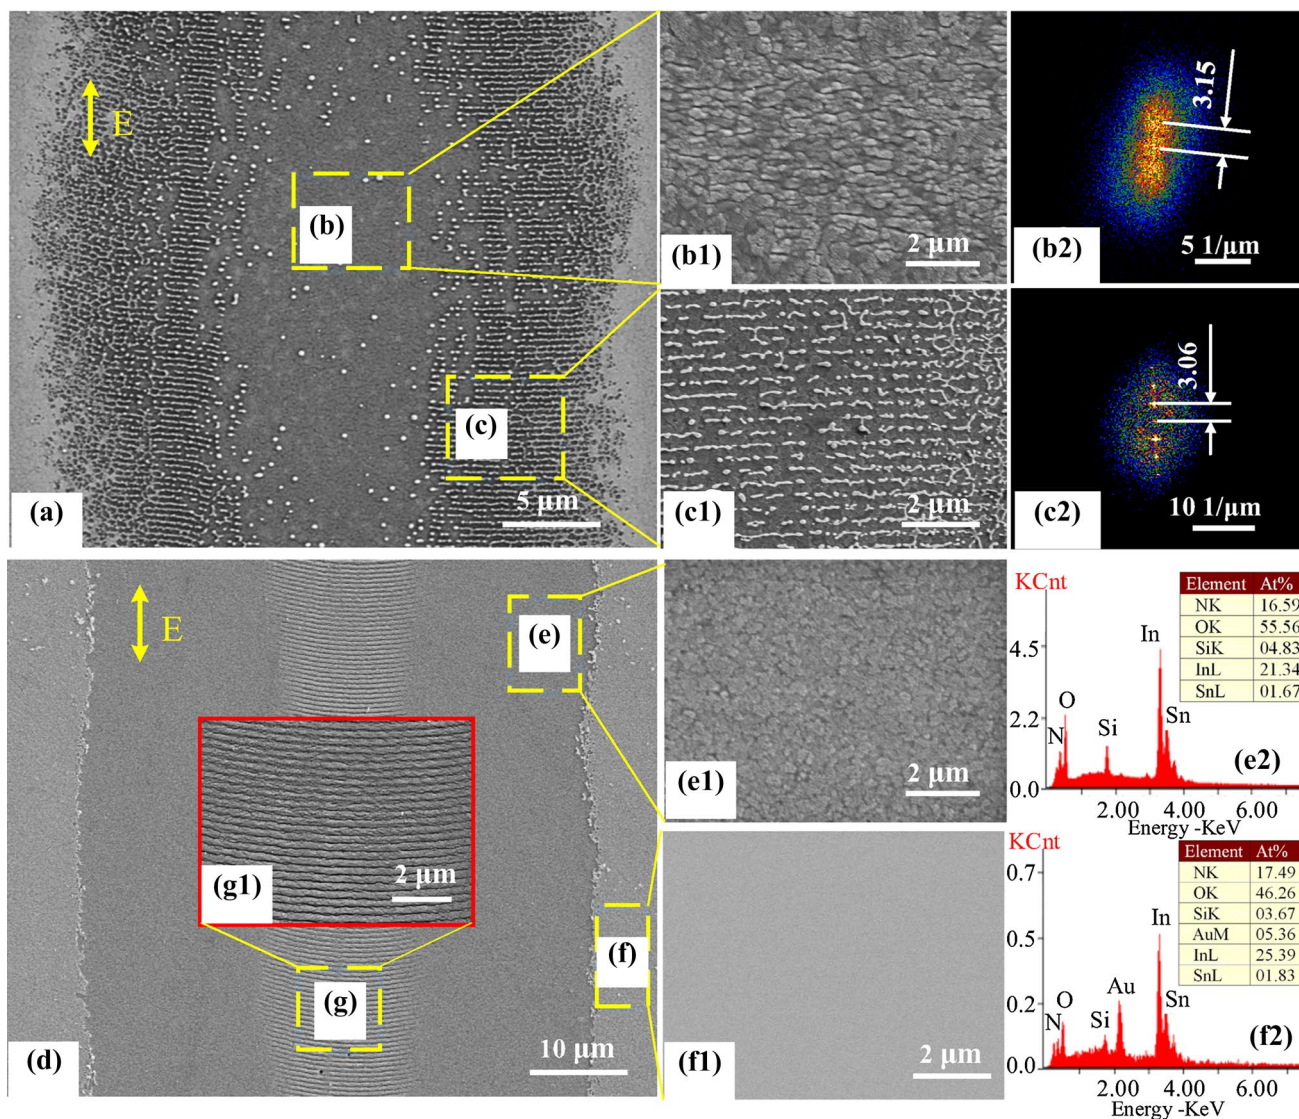 E
(b)
(c)
(a)
5 μm
(b1)
2 μm
3.15
(b2)
5 1/μm
(c1)
2 μm
3.06
(c2)
10 1/μm
E
(e)
(g1)
2 μm
(f)
(g)
(d)
10 μm
(e1)
2 μm
KCnt
Element At%
NK 16.59
OK 55.56
SiK 04.83
InL 21.34
SnL 01.67
4.5
2.2
0.0
In
O
N
Si
Sn
(e2)
2.00 4.00 6.00
Energy -KeV
(f1)
2 μm
KCnt
Element At%
NK 17.49
OK 46.26
SiK 03.67
AuM 05.36
InL 25.39
SnL 01.83
0.7
0.5
0.2
0.0
In
O
N
Si
Au
Sn
(f2)
2.00 4.00 6.00
Energy -KeV